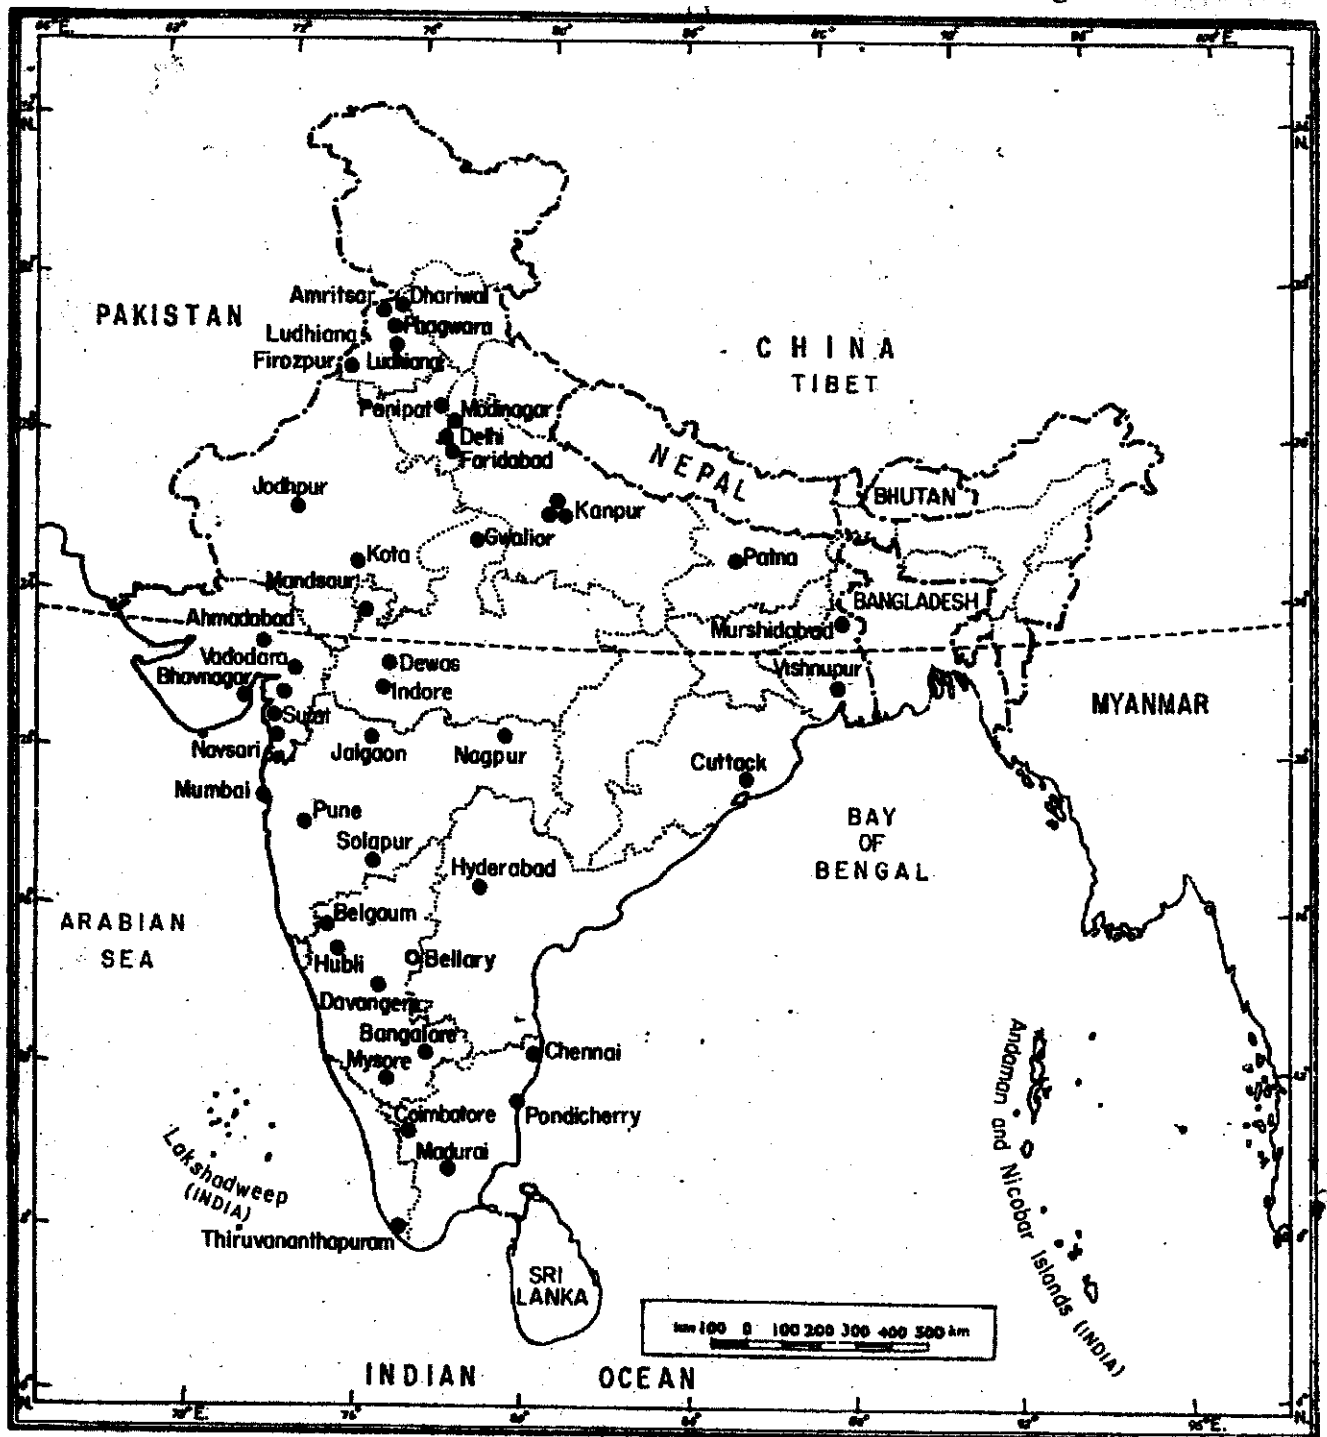 PAKISTAN
Amritsar
Dhariwal
Phagwara
Ludhiana
Firozpur
Ludhiana
CHINA
TIBET
Panipat
Modinagar
Delhi
Faridabad
NEPAL
BHUTAN
Jodhpur
Kanpur
Gwalior
Kota
Patna
Mandsaur
BANGLADESH
Ahmadabad
Murshidabad
Vadodara
Dewas
Vishnupur
Bhavnagar
Indore
MYANMAR
Surat
Navsari
Jalgaon
Nagpur
Cuttack
Mumbai
Pune
BAY
OF
BENGAL
Solapur
Hyderabad
ARABIAN
SEA
Belgaum
Hubli
Bellary
Davangere
Bangalore
Chennai
Mysore
Coimbatore
Pondicherry
Madurai
Lakshadweep
(INDIA)
Thiruvananthapuram
Andaman and Nicobar Islands (INDIA)
SRI
LANKA
km 100 0 100 200 300 400 500 km
INDIAN OCEAN